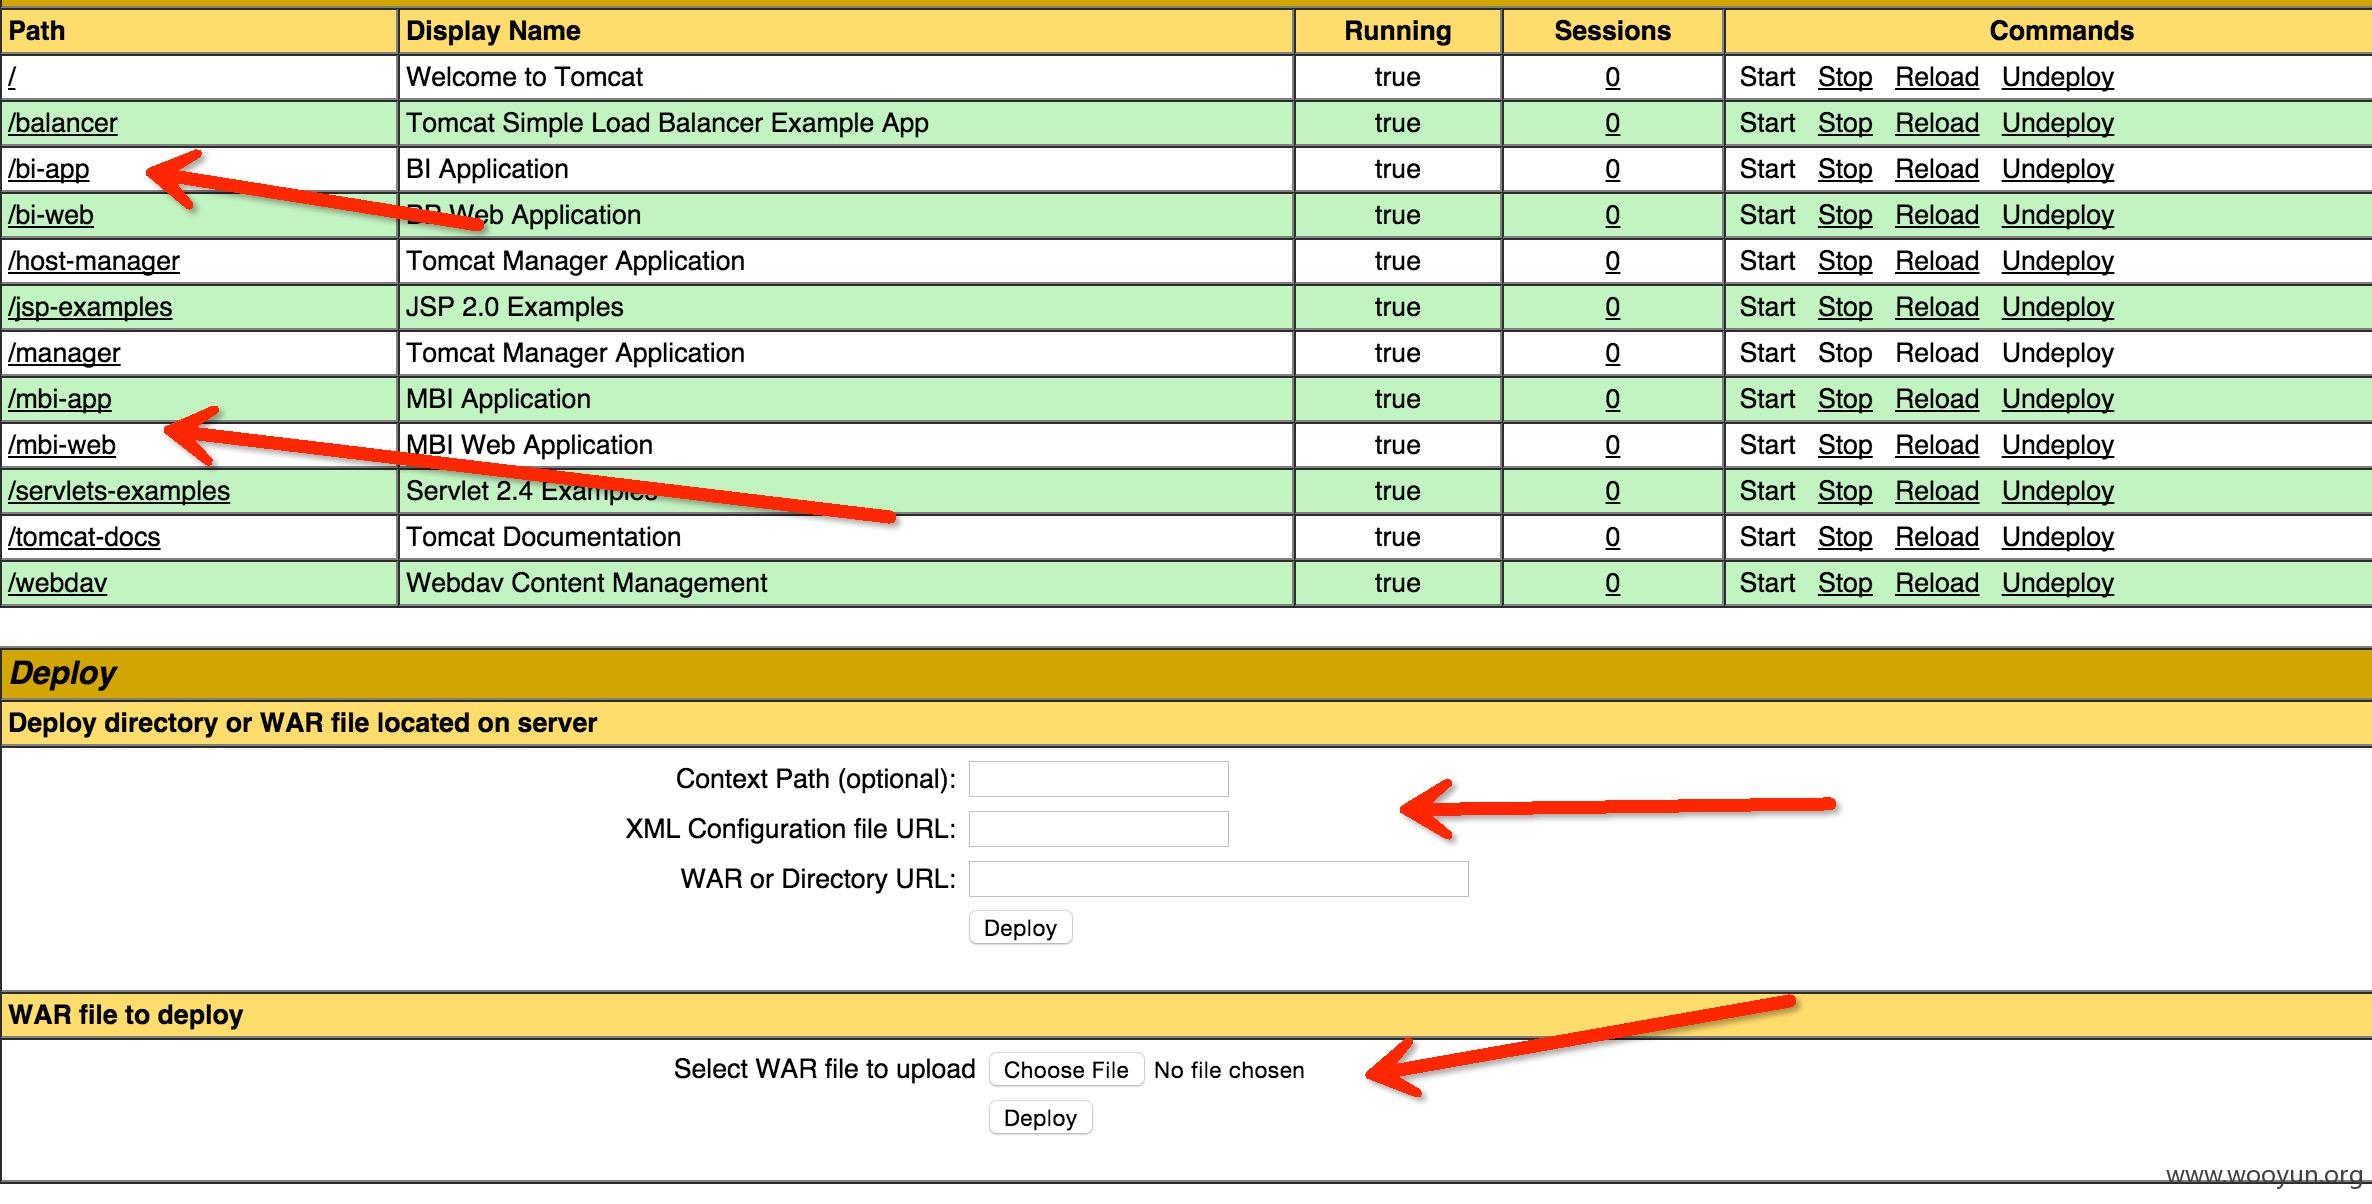 Path Display Name Running Sessions Commands
/ Welcome to Tomcat true 0 Start Stop Reload Undeploy
/balancer Tomcat Simple Load Balancer Example App true 0 Start Stop Reload Undeploy
/bi-app BI Application true 0 Start Stop Reload Undeploy
/bi-web Web Application true 0 Start Stop Reload Undeploy
/host-manager Tomcat Manager Application true 0 Start Stop Reload Undeploy
/jsp-examples JSP 2.0 Examples true 0 Start Stop Reload Undeploy
/manager Tomcat Manager Application true 0 Start Stop Reload Undeploy
/mbi-app MBI Application true 0 Start Stop Reload Undeploy
/mbi-web MBI Web Application true 0 Start Stop Reload Undeploy
/servlets-examples Servlet 2.4 Examples true 0 Start Stop Reload Undeploy
/tomcat-docs Tomcat Documentation true 0 Start Stop Reload Undeploy
/webdav Webdav Content Management true 0 Start Stop Reload Undeploy
Deploy
Deploy directory or WAR file located on server
Context Path (optional):
XML Configuration file URL:
WAR or Directory URL:
Deploy
WAR file to deploy
Select WAR file to upload Choose File No file chosen
Deploy
www.wooyun.org